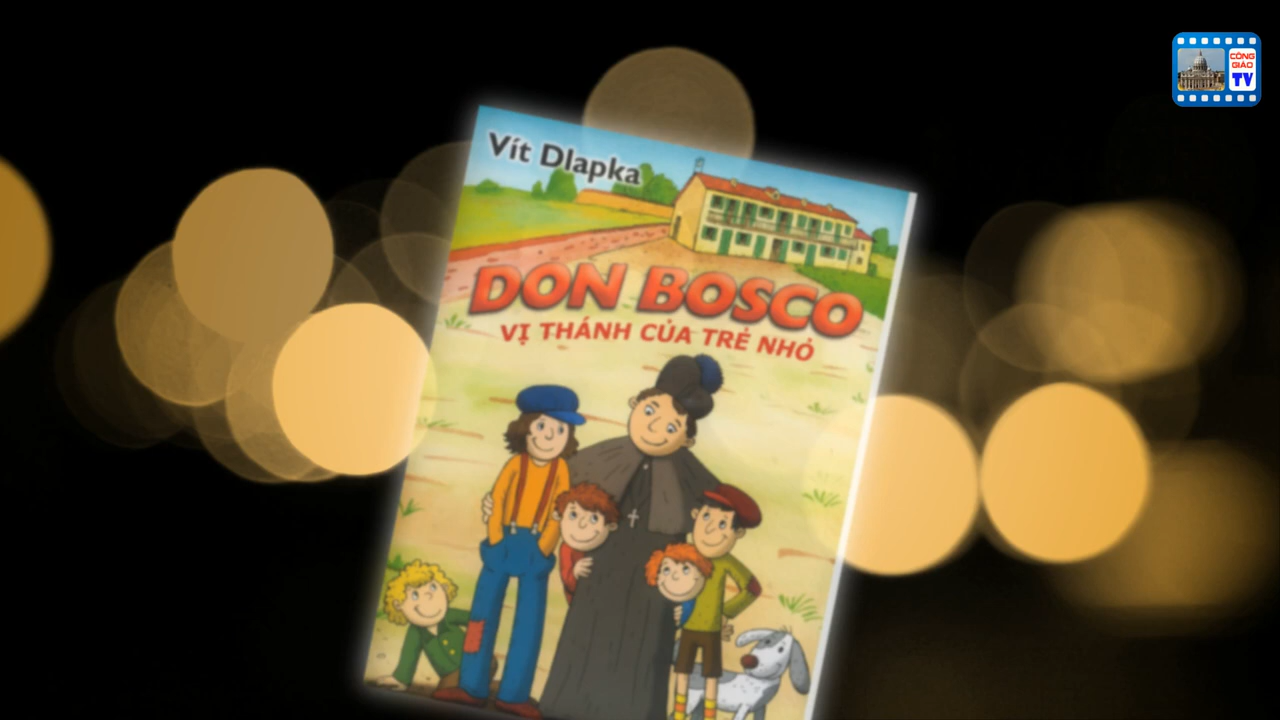 Vít Dlapka
DON BOSCO
VỊ THÁNH CỦA TRẺ NHỎ
CÔNG
GIÁO
TV